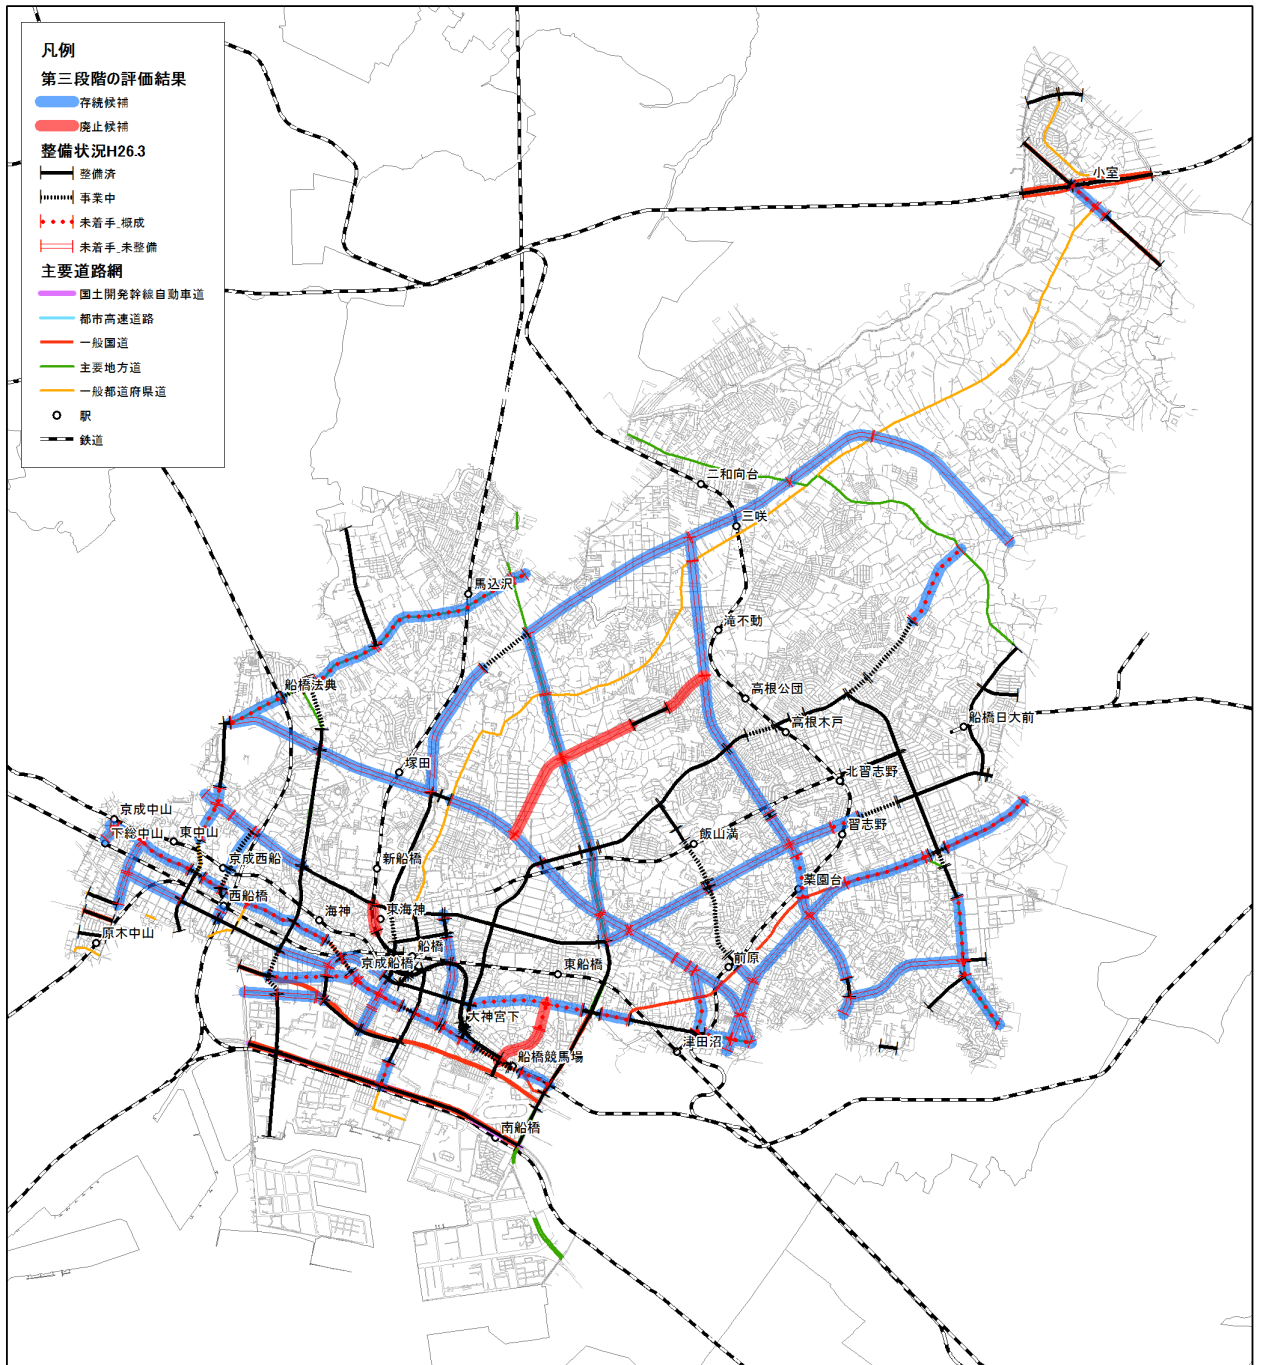 凡例
第三段階の評価結果
存続候補
廃止候補
整備状況H26.3
整備済
事業中
未着手_概成
未着手_未整備
主要道路網
国土開発幹線自動車道
都市高速道路
一般国道
主要地方道
一般都道府県道
駅
鉄道
小室
二和向台
三咲
馬込沢
滝不動
船橋法典
高根公団
高根木戸
船橋日大前
塚田
北習志野
京成中山
下総中山
東中山
習志野
飯山満
京成西船
新船橋
薬園台
西船橋
海神
東海神
原木中山
船橋
京成船橋
東船橋
前原
大神宮下
津田沼
船橋競馬場
南船橋